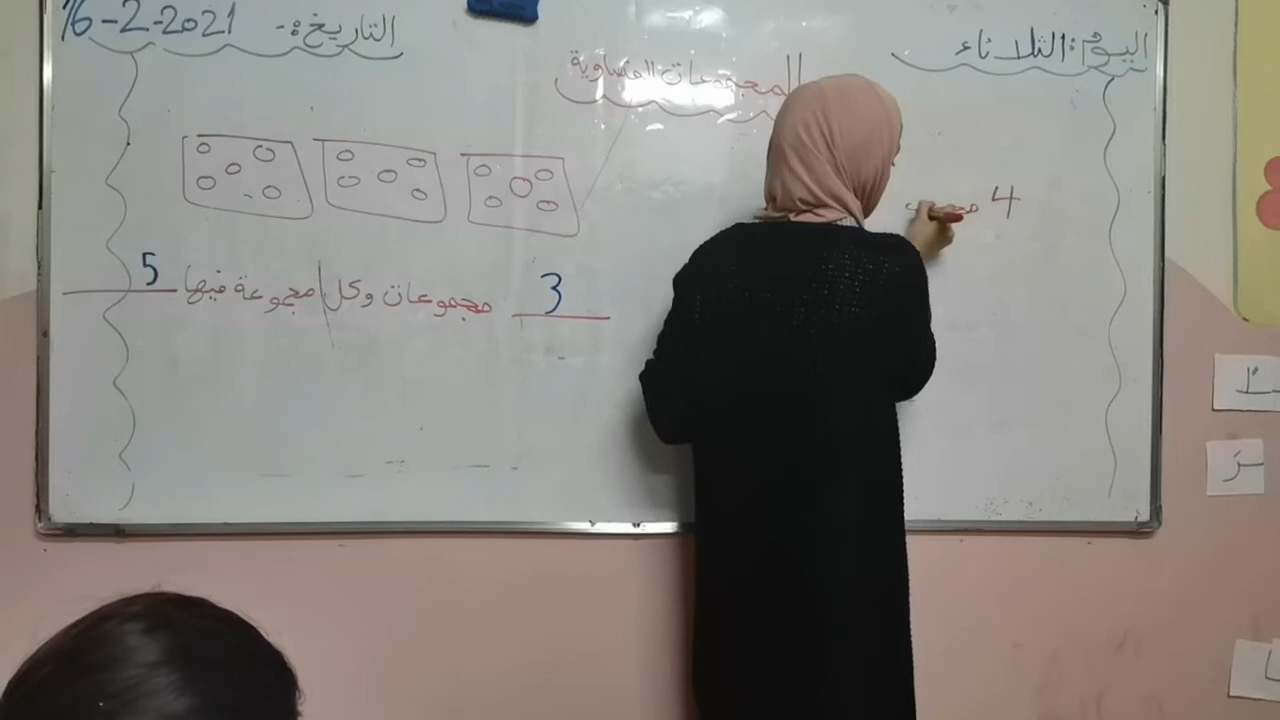 اليوم: الثلاثاء
التاريخ:- 16-2-2021
المجموعات المتساوية
4
3 مجموعات وكل مجموعة فيها 5